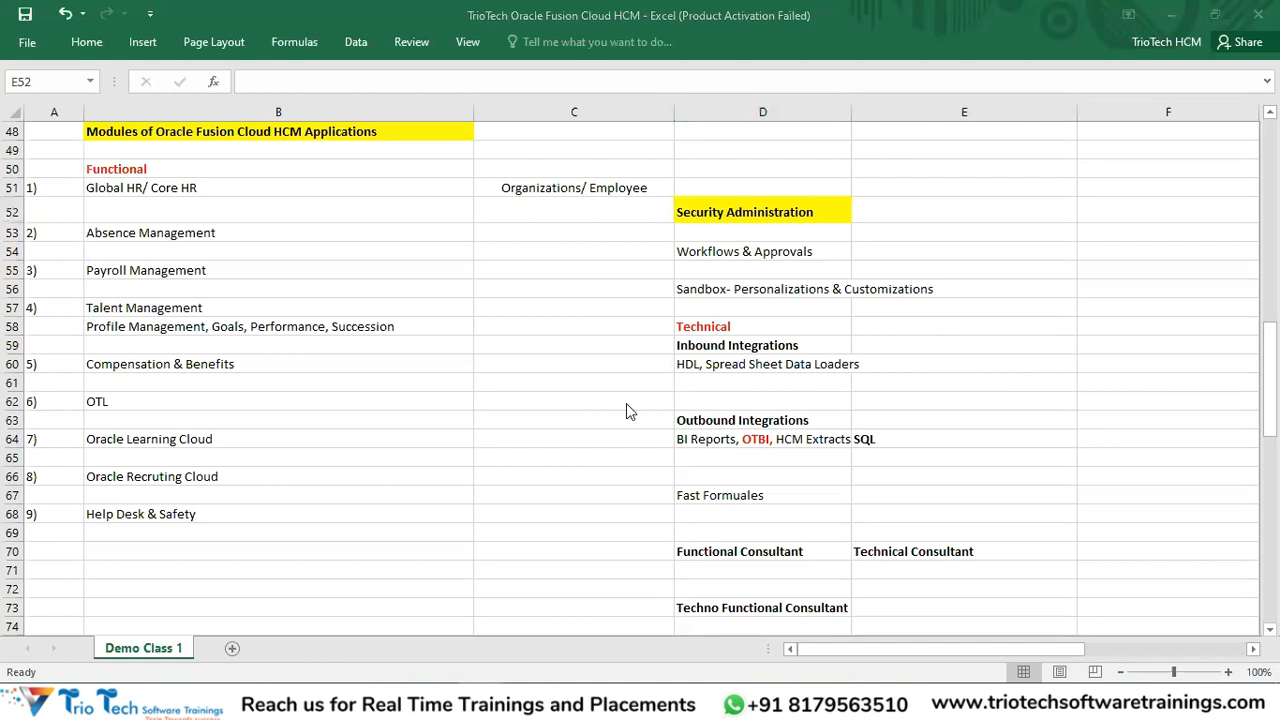 TrioTech Oracle Fusion Cloud HCM - Excel (Product Activation Failed)
File Home Insert Page Layout Formulas Data Review View Tell me what you want to do... TrioTech HCM Share
E52 fx
A B C D E F
48 Modules of Oracle Fusion Cloud HCM Applications
49
50 Functional
51 1) Global HR/ Core HR Organizations/ Employee
52 Security Administration
53 2) Absence Management
54 Workflows & Approvals
55 3) Payroll Management
56 Sandbox- Personalizations & Customizations
57 4) Talent Management
58 Profile Management, Goals, Performance, Succession Technical
59 Inbound Integrations
60 5) Compensation & Benefits HDL, Spread Sheet Data Loaders
61
62 6) OTL
63 Outbound Integrations
64 7) Oracle Learning Cloud BI Reports, OTBI, HCM Extracts SQL
65
66 8) Oracle Recruting Cloud
67 Fast Formuales
68 9) Help Desk & Safety
69
70 Functional Consultant Technical Consultant
71
72
73 Techno Functional Consultant
74
Demo Class 1
Ready 100%
Trio Tech Software Trainings Reach us for Real Time Trainings and Placements +91 8179563510 www.triotechsoftwaretrainings.com
Training Towards success